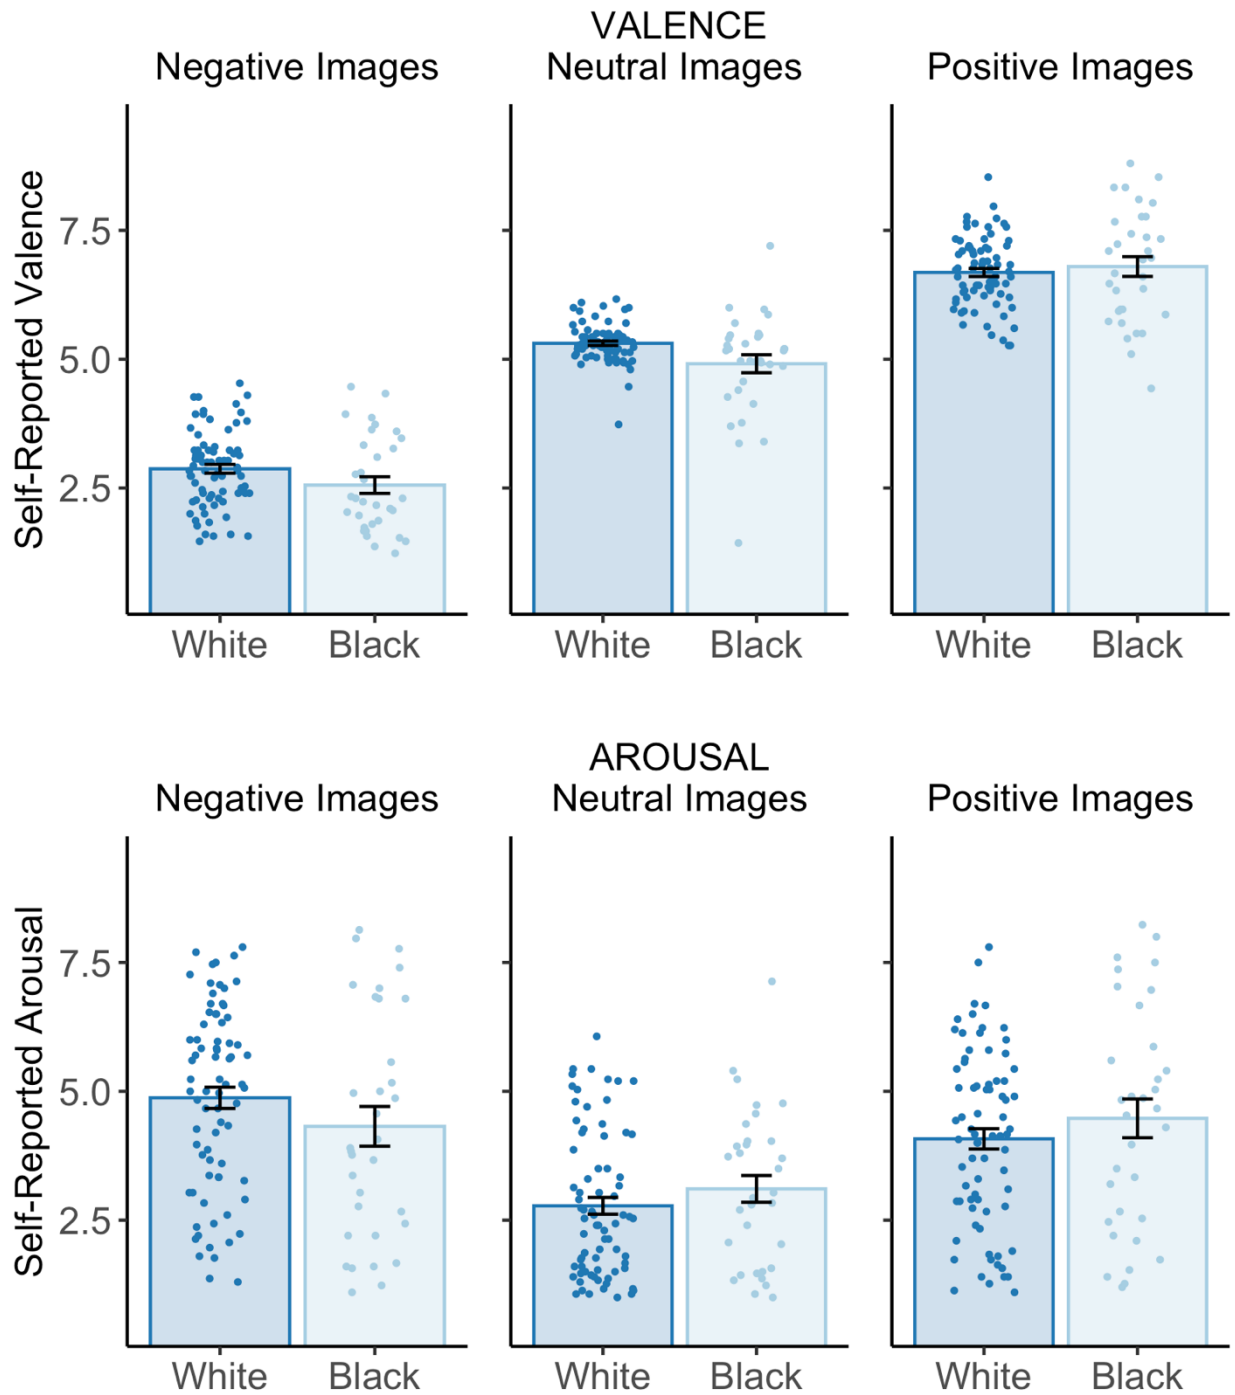 VALENCE
Negative Images
Neutral Images
Positive Images
Self-Reported Valence
7.5
5.0
2.5
White
Black
White
Black
White
Black
AROUSAL
Negative Images
Neutral Images
Positive Images
Self-Reported Arousal
7.5
5.0
2.5
White
Black
White
Black
White
Black